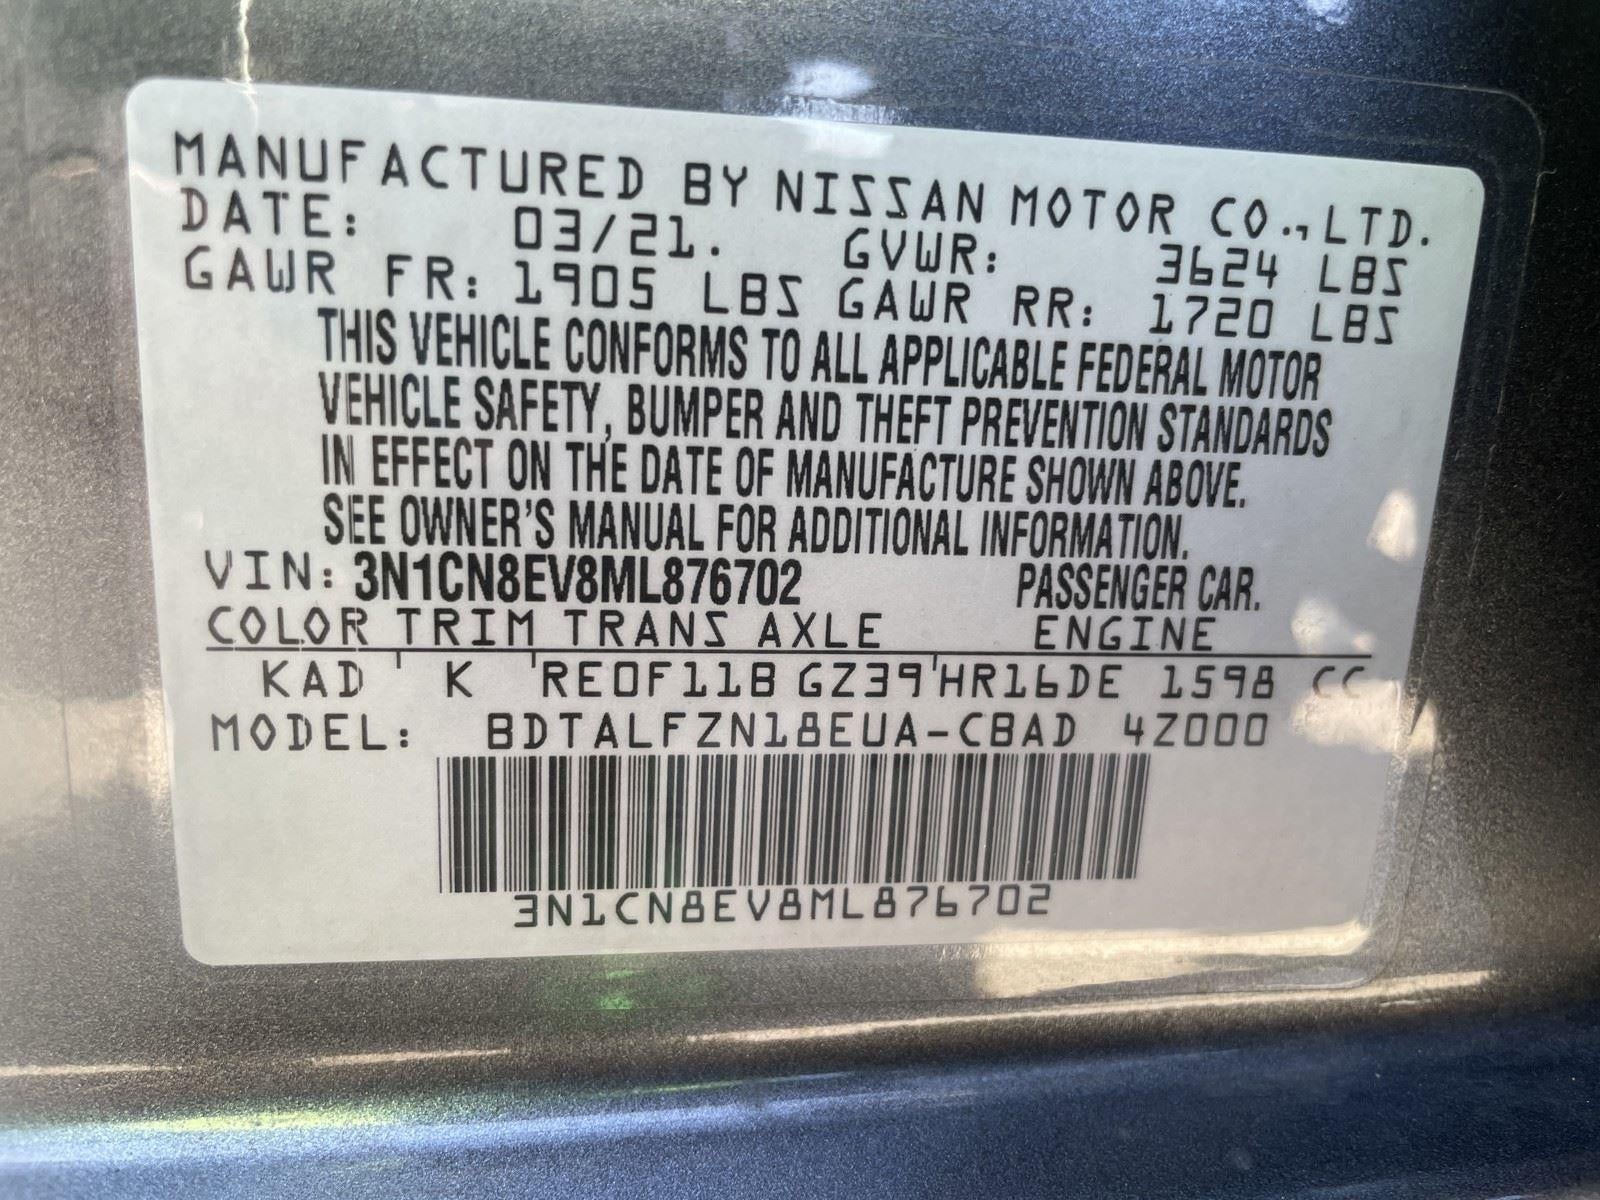 MANUFACTURED BY NISSAN MOTOR CO.,LTD.
DATE: 03/21. GVWR: 3624 LBS
GAWR FR: 1905 LBS GAWR RR: 1720 LBS
THIS VEHICLE CONFORMS TO ALL APPLICABLE FEDERAL MOTOR
VEHICLE SAFETY, BUMPER AND THEFT PREVENTION STANDARDS
IN EFFECT ON THE DATE OF MANUFACTURE SHOWN ABOVE.
SEE OWNER'S MANUAL FOR ADDITIONAL INFORMATION.
VIN: 3N1CN8EV8ML876702 PASSENGER CAR.
COLOR TRIM TRANS AXLE ENGINE
KAD K RE0F11B GZ39 HR16DE 1598 CC
MODEL: BDTALFZN18EUA-CBAD 4Z000
3N1CN8EV8ML876702